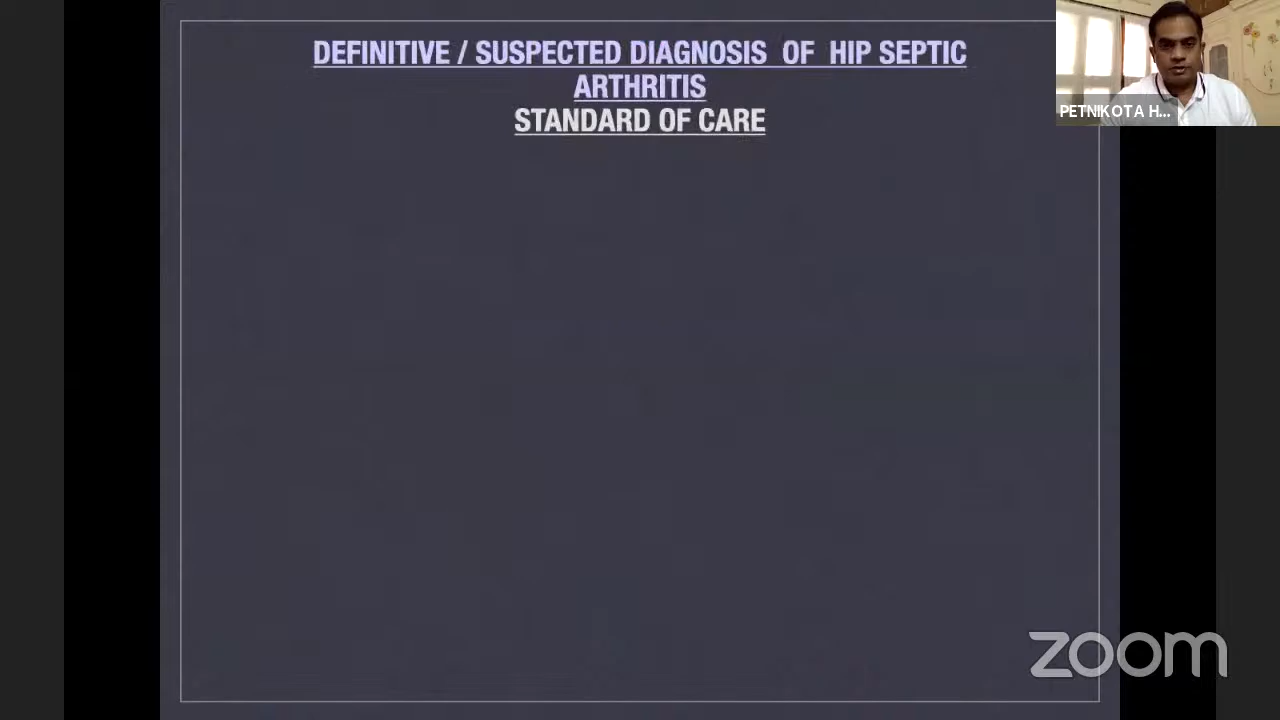 DEFINITIVE / SUSPECTED DIAGNOSIS OF HIP SEPTIC
ARTHRITIS
STANDARD OF CARE
PETNIKOTA H...
zoom